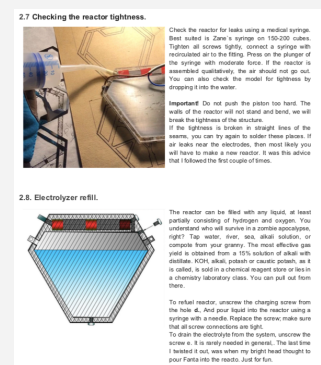 2.7 Checking the reactor tightness.
Check the reactor for leaks using a medical syringe.
Best suited is Zane`s syringe on 150-200 cubes.
Tighten all screws tightly, connect a syringe with
recirculated air to the fitting. Press on the plunger of
the syringe with moderate force. If the reactor is
assembled qualitatively, the air should not go out.
You can also check the model for tightness by
dropping it into the water.
Important! Do not push the piston too hard. The
walls of the reactor will not stand and bend, we will
break the tightness of the structure.
If the tightness is broken in straight lines of the
seams, you can try again to solder these places. If
air leaks near the electrodes, then most likely you
will have to make a new reactor. It was this advice
that I followed the first couple of times.
2.8. Electrolyzer refill.
The reactor can be filled with any liquid, at least
partially consisting of hydrogen and oxygen. You
understand who will survive in a zombie apocalypse,
right? Tap water, river, sea, alkali solution, or
compote from your granny. The most effective gas
yield is obtained from a 15% solution of alkali with
distillate. KOH, alkali, potash or caustic potash, as it
is called, is sold in a chemical reagent store or lies in
a chemistry laboratory class. You can pull out from
there.
To refuel reactor, unscrew the charging screw from
the hole d., And pour liquid into the reactor using a
syringe with a needle. Replace the screw; make sure
that all screw connections are tight.
To drain the electrolyte from the system, unscrew the
screw e. It is rarely needed in general,. The last time
I twisted it out, was when my bright head thought to
pour Fanta into the reacto. Just for fun.